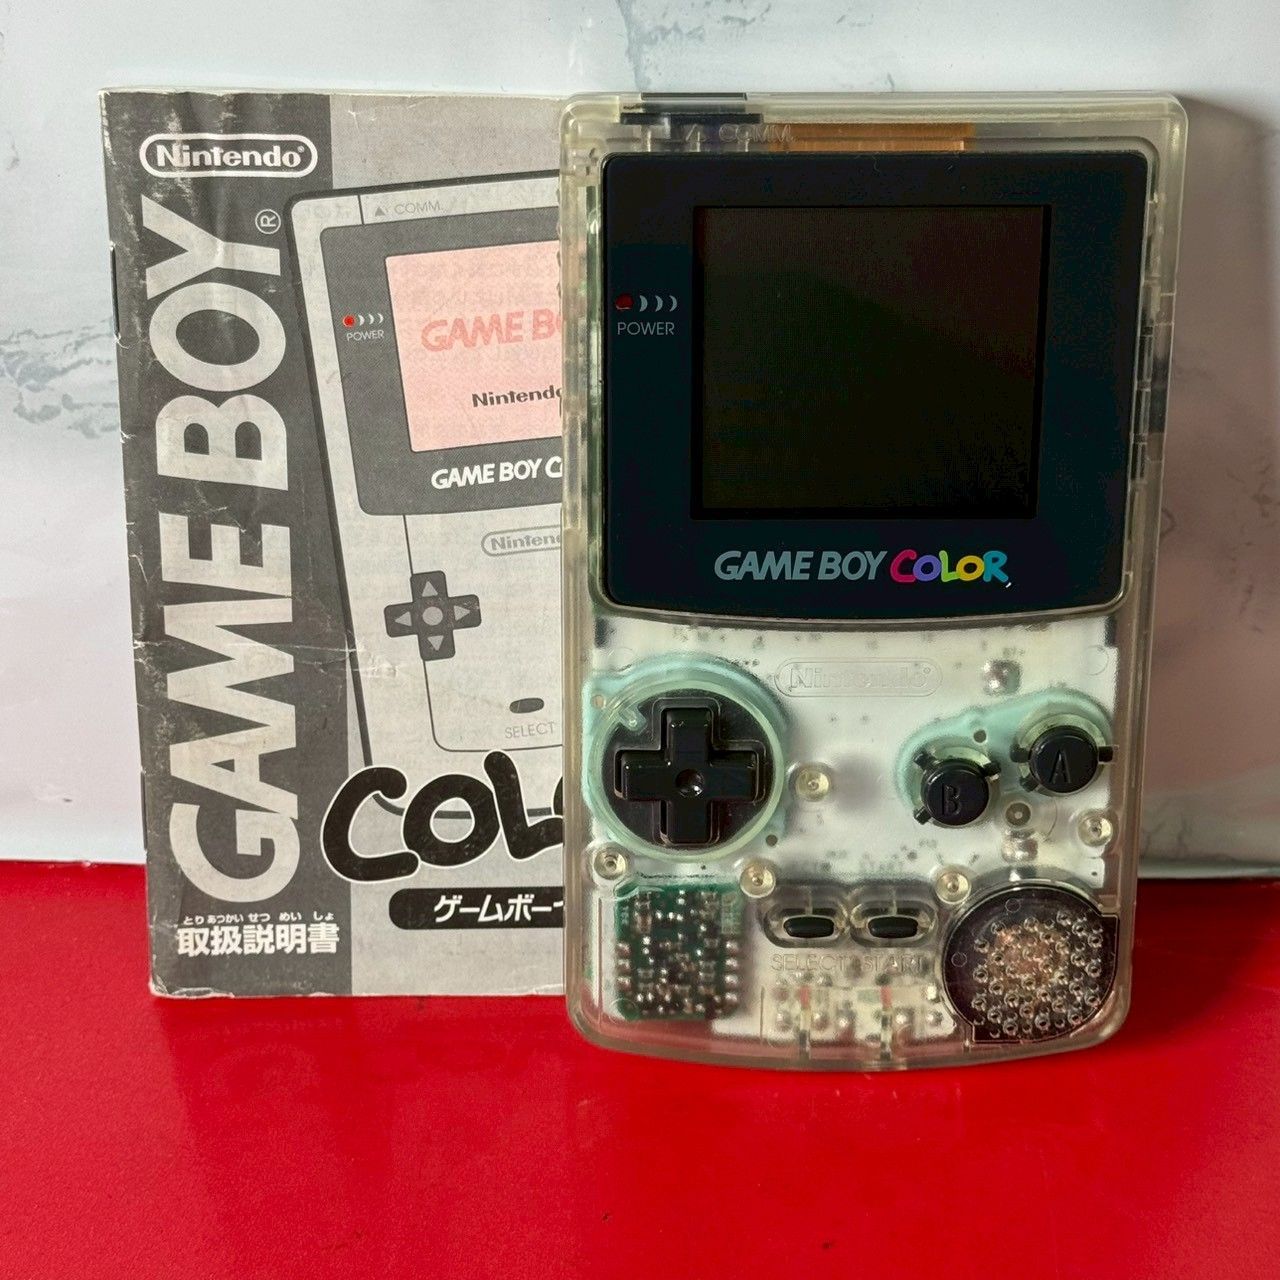 Nintendo®
GAME BOY®
COMM.
POWER
GAME BO
Nintendo
GAME BOY C
Nintend
SELECT
COLO
ゲームボー
とり あつかい せつ めい しょ
取扱説明書
COMM.
POWER
GAME BOY COLOR
Nintendo®
B
A
SELECT START